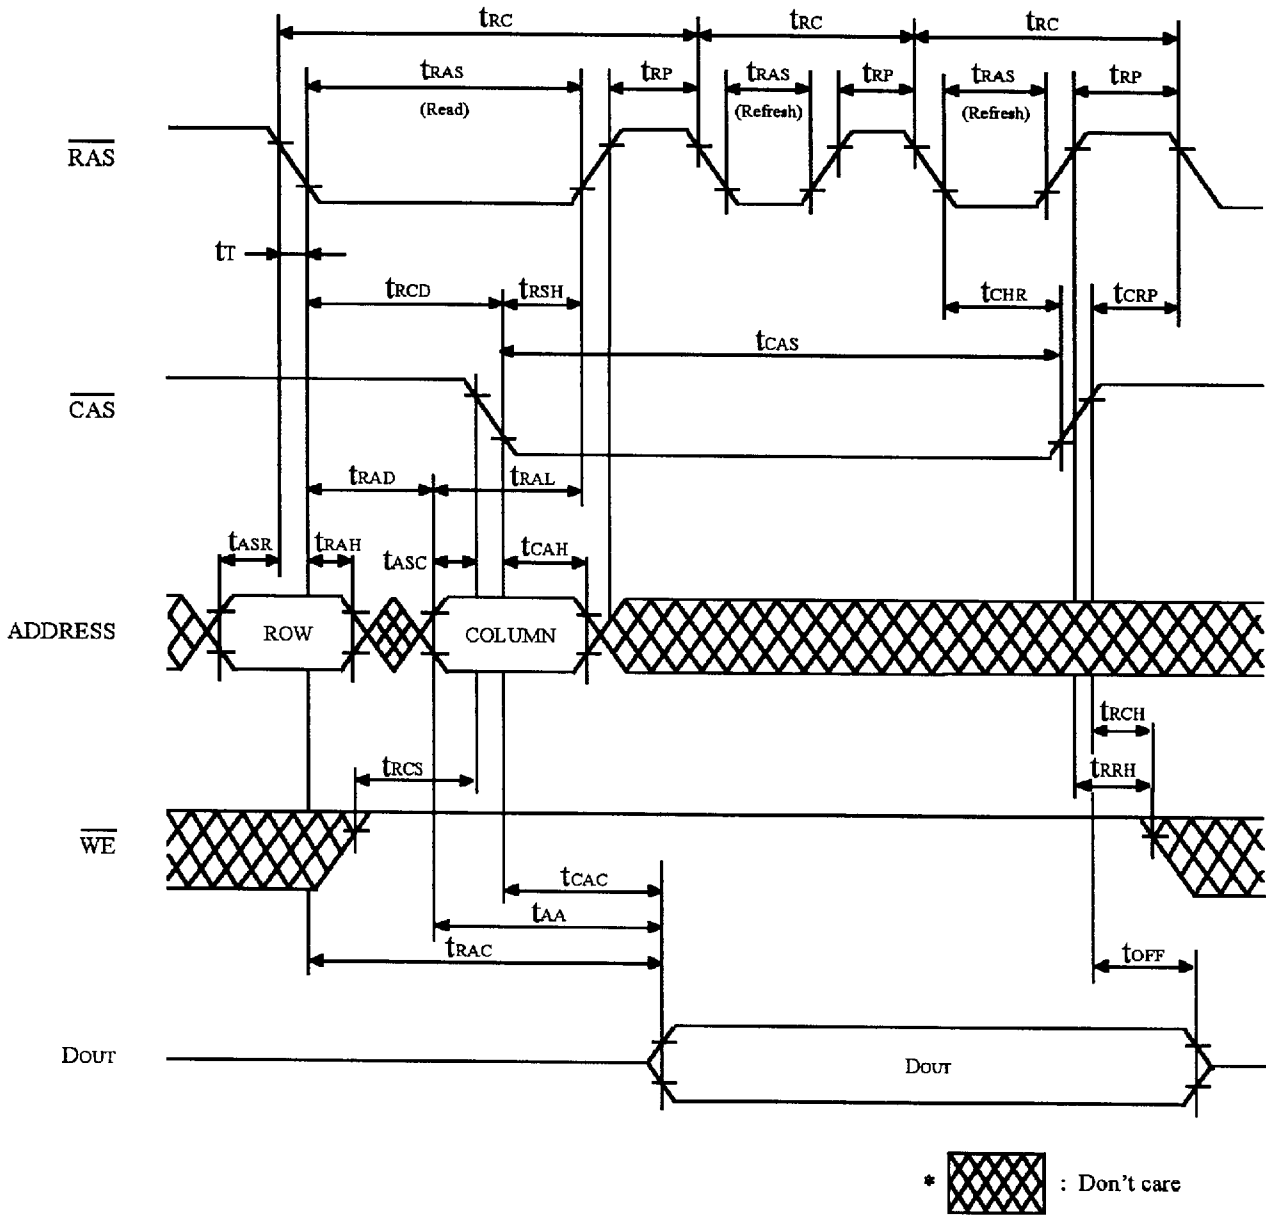 tRC tRC tRC
tRAS tRP tRAS tRP tRAS tRP
(Read) (Refresh) (Refresh)
RAS
tT
tRCD tRSH tCHR tCRP
tCAS
CAS
tRAD tRAL
tASR tRAH tASC tCAH
ADDRESS ROW COLUMN
tRCH
tRCS tRRH
WE
tCAC
tAA
tRAC tOFF
DOUT DOUT
* : Don't care